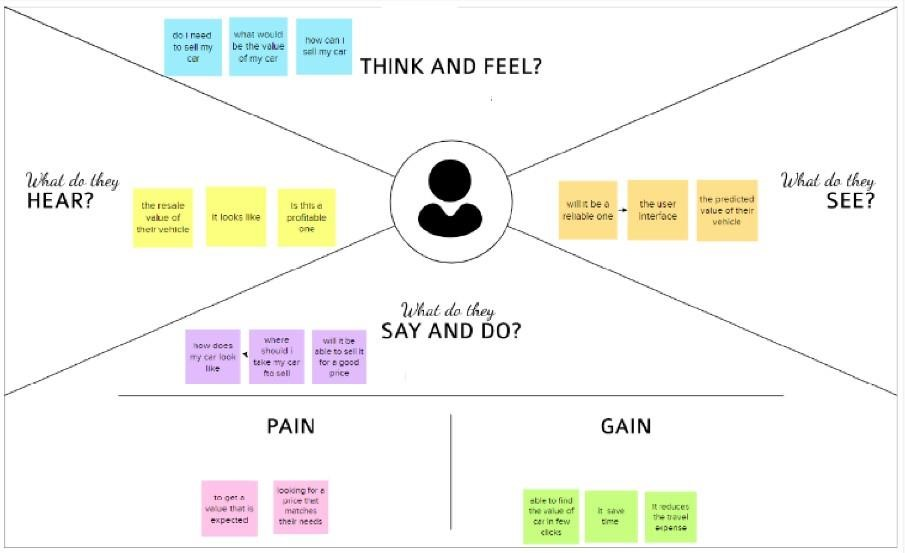 do i need
to sell my
car
what would
be the value
of my car
how can i
sell my car
THINK AND FEEL?
What do they
HEAR?
the resale
value of
their vehicle
it looks like
Is this a
profitable
one
will it be a
reliable one
the user
interface
the predicted
value of their
vehicle
What do they
SEE?
What do they
SAY AND DO?
how does
my car look
like
where
should i
take my car
fto sell
will it be
able to sell it
for a good
price
PAIN
to get a
value that is
expected
looking for a
price that
matches
their needs
GAIN
able to find
the value of
car in few
clicks
it save
time
It reduces
the travel
expense